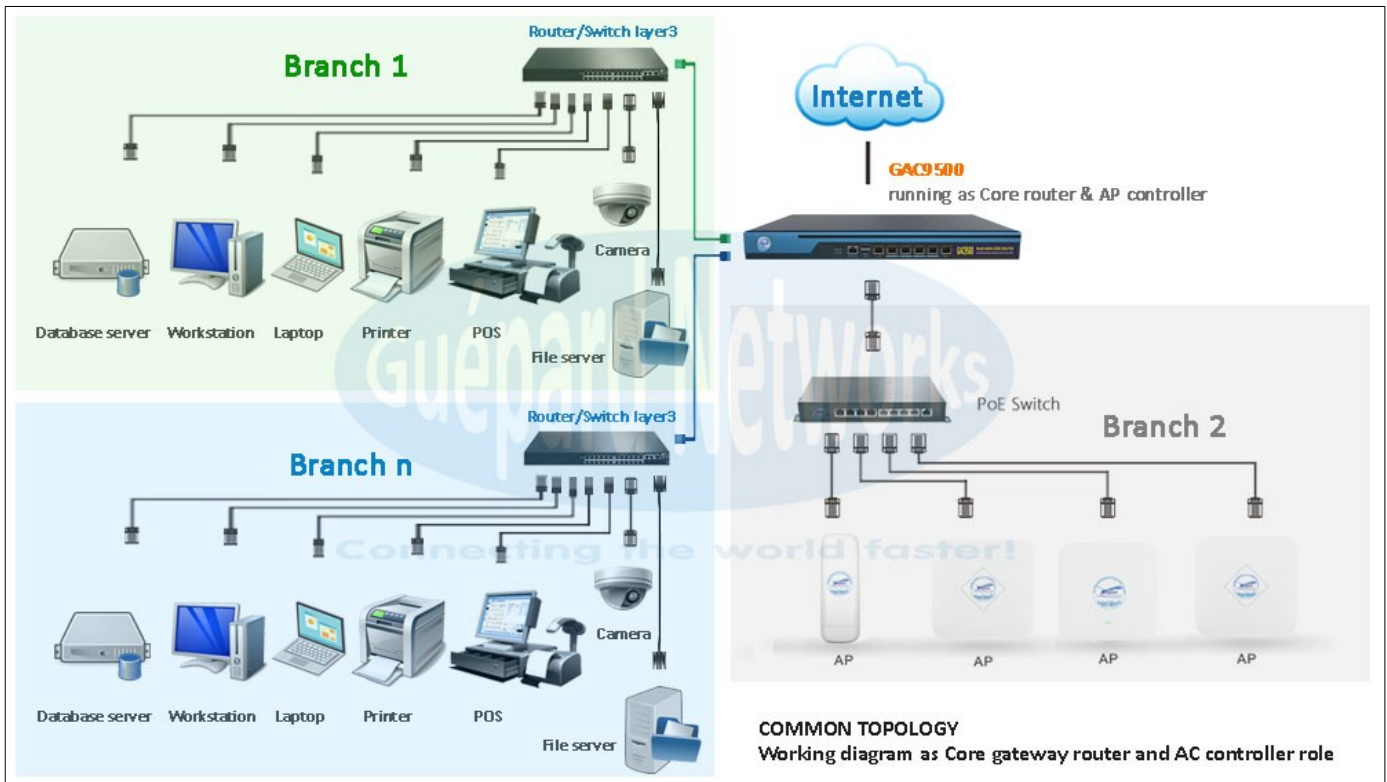 Router/Switch layer3
Branch 1
Internet
GAC9500
running as Core router & AP controller
Camera
Database server
Workstation
Laptop
Printer
POS
File server
Guépard Networks
PoE Switch
Branch 2
Router/Switch layer3
Branch n
Connecting the world faster!
Camera
AP
AP
AP
AP
Database server
Workstation
Laptop
Printer
POS
File server
COMMON TOPOLOGY
Working diagram as Core gateway router and AC controller role